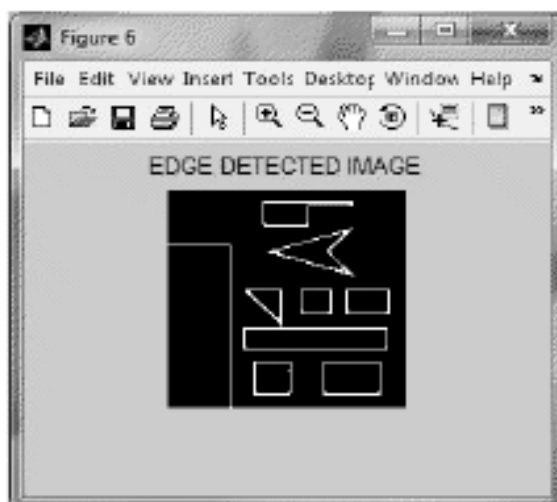 Figure 6
File Edit View Insert Tools Desktop Window Help
EDGE DETECTED IMAGE